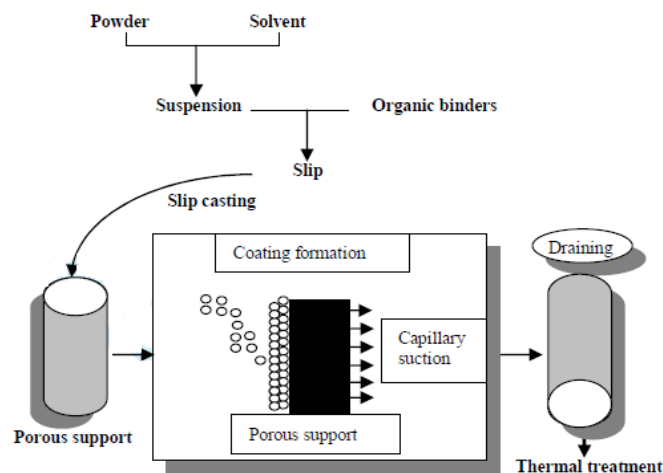 Powder
Solvent
Suspension
Organic binders
Slip
Slip casting
Coating formation
Draining
Capillary
suction
Porous support
Porous support
Thermal treatment